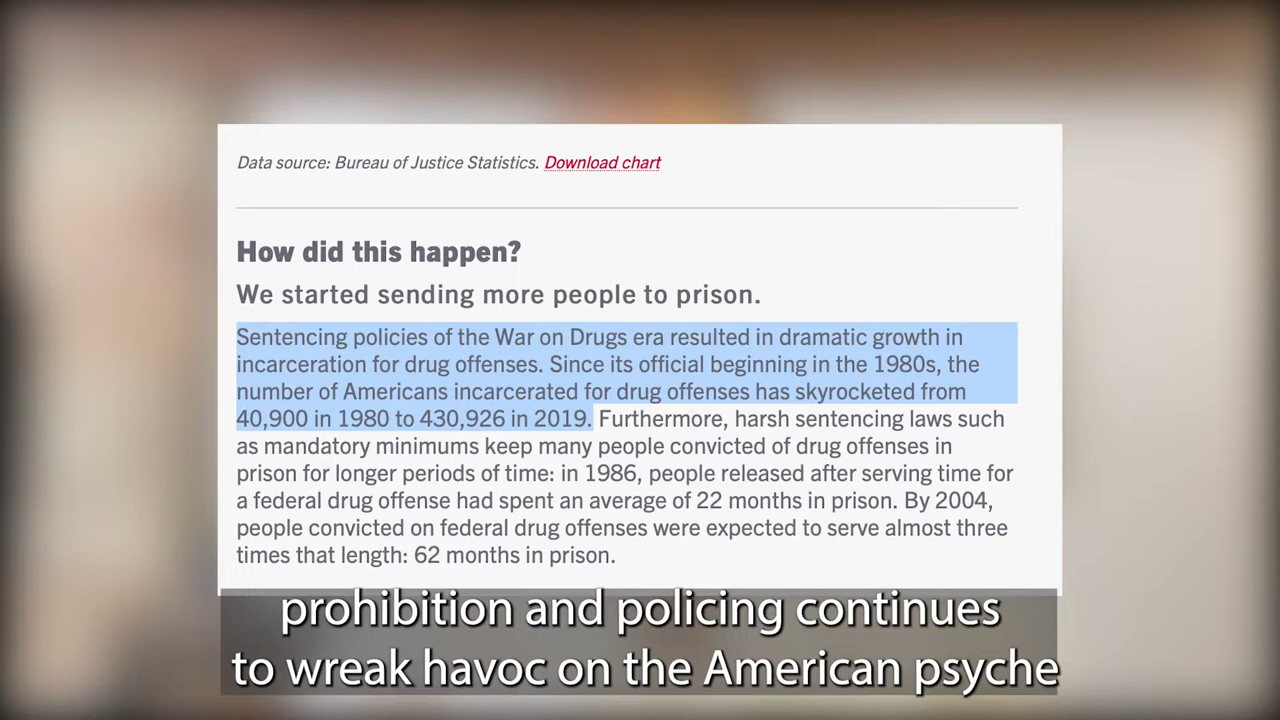 Data source: Bureau of Justice Statistics. Download chart
How did this happen?
We started sending more people to prison.
Sentencing policies of the War on Drugs era resulted in dramatic growth in
incarceration for drug offenses. Since its official beginning in the 1980s, the
number of Americans incarcerated for drug offenses has skyrocketed from
40,900 in 1980 to 430,926 in 2019. Furthermore, harsh sentencing laws such
as mandatory minimums keep many people convicted of drug offenses in
prison for longer periods of time: in 1986, people released after serving time for
a federal drug offense had spent an average of 22 months in prison. By 2004,
people convicted on federal drug offenses were expected to serve almost three
times that length: 62 months in prison.
prohibition and policing continues
to wreak havoc on the American psyche